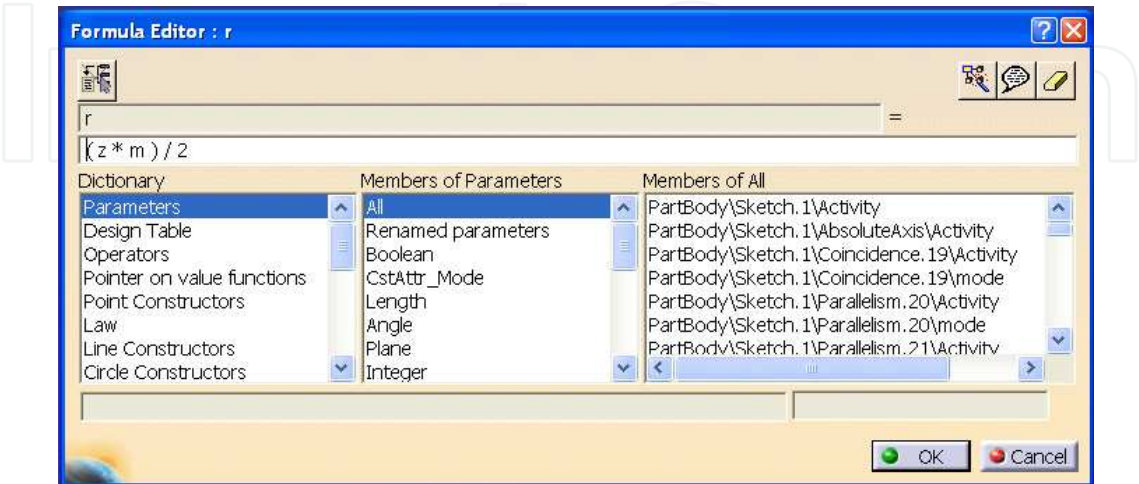 Formula Editor : r
r =
( z * m ) / 2
Dictionary
Parameters
Design Table
Operators
Pointer on value functions
Point Constructors
Law
Line Constructors
Circle Constructors
Members of Parameters
All
Renamed parameters
Boolean
CstAttr_Mode
Length
Angle
Plane
Integer
Members of All
PartBody\Sketch.1\Activity
PartBody\Sketch.1\AbsoluteAxis\Activity
PartBody\Sketch.1\Coincidence.19\Activity
PartBody\Sketch.1\Coincidence.19\mode
PartBody\Sketch.1\Parallelism.20\Activity
PartBody\Sketch.1\Parallelism.20\mode
PartBody\Sketch.1\Parallelism.21\Activity
OK
Cancel